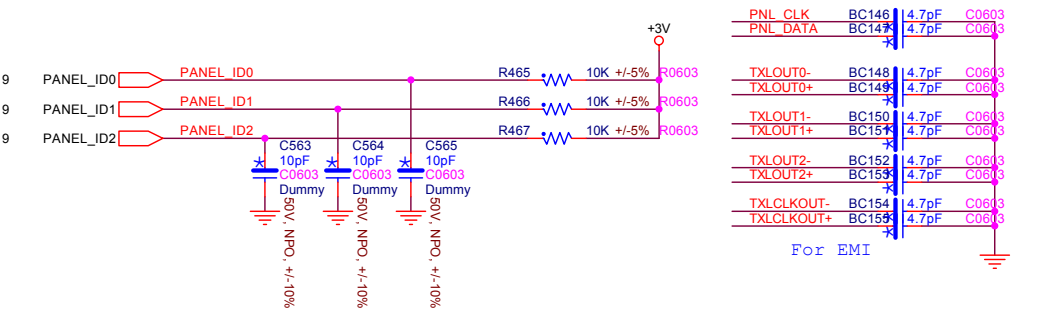 +3V
9 PANEL_ID0 PANEL_ID0 R465 10K +/-5% R0603
9 PANEL_ID1 PANEL_ID1 R466 10K +/-5% R0603
9 PANEL_ID2 PANEL_ID2 R467 10K +/-5% R0603
C563 C564 C565
10pF 10pF 10pF
C0603 C0603 C0603
Dummy Dummy Dummy
50V, NPO, +/-10%
50V, NPO, +/-10%
50V, NPO, +/-10%
PNL_CLK BC146 4.7pF C0603
PNL_DATA BC147 4.7pF C0603
TXLOUT0- BC148 4.7pF C0603
TXLOUT0+ BC149 4.7pF C0603
TXLOUT1- BC150 4.7pF C0603
TXLOUT1+ BC151 4.7pF C0603
TXLOUT2- BC152 4.7pF C0603
TXLOUT2+ BC153 4.7pF C0603
TXLCLKOUT- BC154 4.7pF C0603
TXLCLKOUT+ BC155 4.7pF C0603
For EMI